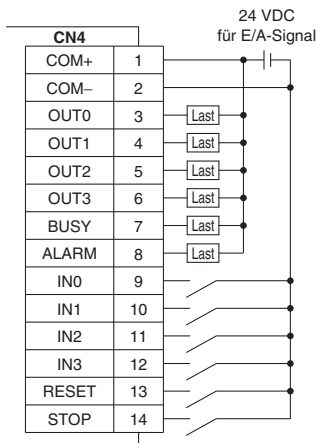 24 VDC
für E/A-Signal
CN4
COM+ 1
COM− 2
OUT0 3 Last
OUT1 4 Last
OUT2 5 Last
OUT3 6 Last
BUSY 7 Last
ALARM 8 Last
IN0 9
IN1 10
IN2 11
IN3 12
RESET 13
STOP 14